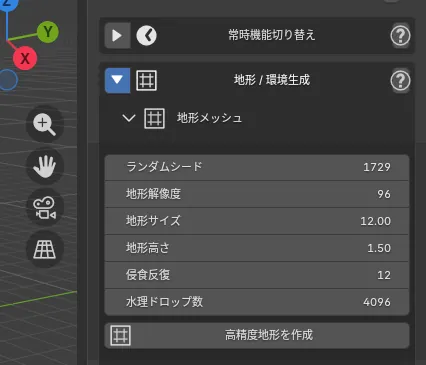 Z
Y
X
常時機能切り替え
?
地形 / 環境生成
?
地形メッシュ
ランダムシード 1729
地形解像度 96
地形サイズ 12.00
地形高さ 1.50
侵食反復 12
水理ドロップ数 4096
高精度地形を作成